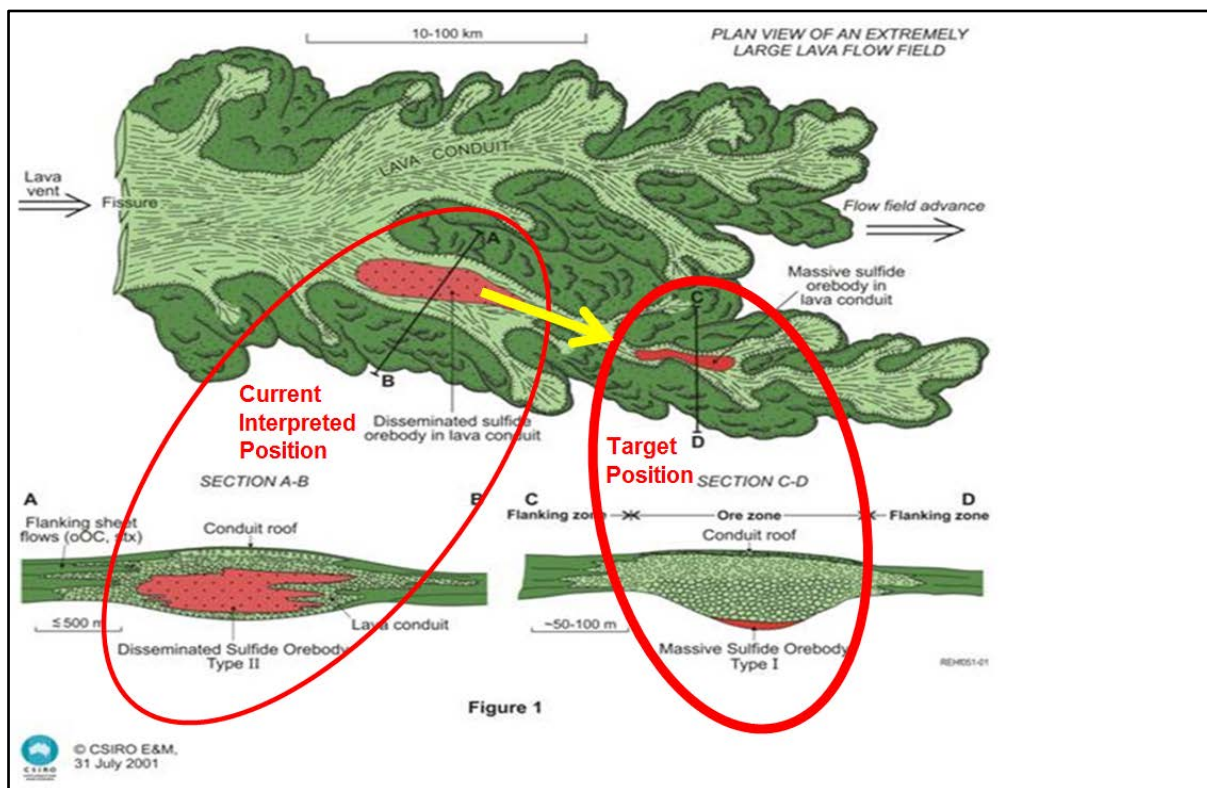 10-100 km
PLAN VIEW OF AN EXTREMELY
LARGE LAVA FLOW FIELD
LAVA CONDUIT
Lava
vent
Fissure
Flow field advance
A
B
C
D
Massive sulfide
orebody in
lava conduit
Current
Interpreted
Position
Disseminated sulfide
orebody in lava conduit
Target
Position
SECTION A-B
SECTION C-D
A
B
C
D
Flanking sheet
flows (oOC, stx)
Conduit roof
≤500 m
Lava conduit
Disseminated Sulfide Orebody
Type II
Flanking zone
Ore zone
Flanking zone
Conduit roof
~50-100 m
Massive Sulfide Orebody
Type I
REHf051-01
Figure 1
CSIRO
© CSIRO E&M,
31 July 2001